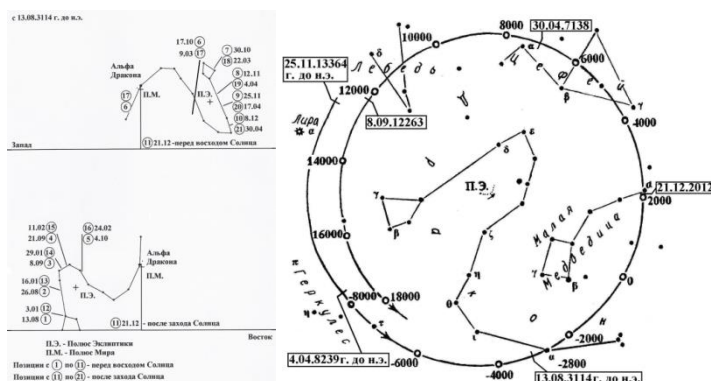 с 13.08.3114 г. до н.э.
17.10 6
9.03 17
7 30.10
18 22.03
Альфа
Дракона
П.М.
8 12.11
19 4.04
П.Э.
9 25.11
20 17.04
10 8.12
21 30.04
17
6
Запад
11 21.12 -перед восходом Солнца
11.02 15
21.09 4
16 24.02
5 4.10
29.01 14
8.09 3
Альфа
Дракона
П.М.
16.01 13
26.08 2
П.Э.
3.01 12
13.08 1
11 21.12 - после захода Солнца
Восток
П.Э. - Полюс Эклиптики
П.М. - Полюс Мира
Позиции с 1 по 11 - перед восходом Солнца
Позиции с 11 по 21 - после захода Солнца
8000
30.04.7138
10000
6000
25.11.13364
г. до н.э.
Лебедь
Цефей
12000
8.09.12263
4000
Лира
14000
П.Э.
21.12.2012
2000
Малая
Медведица
16000
0
Геркулес
-8000
18000
Дракон
-2000
-2800
-6000
-4000
4.04.8239 г. до н.э.
13.08.3114 г. до н.э.